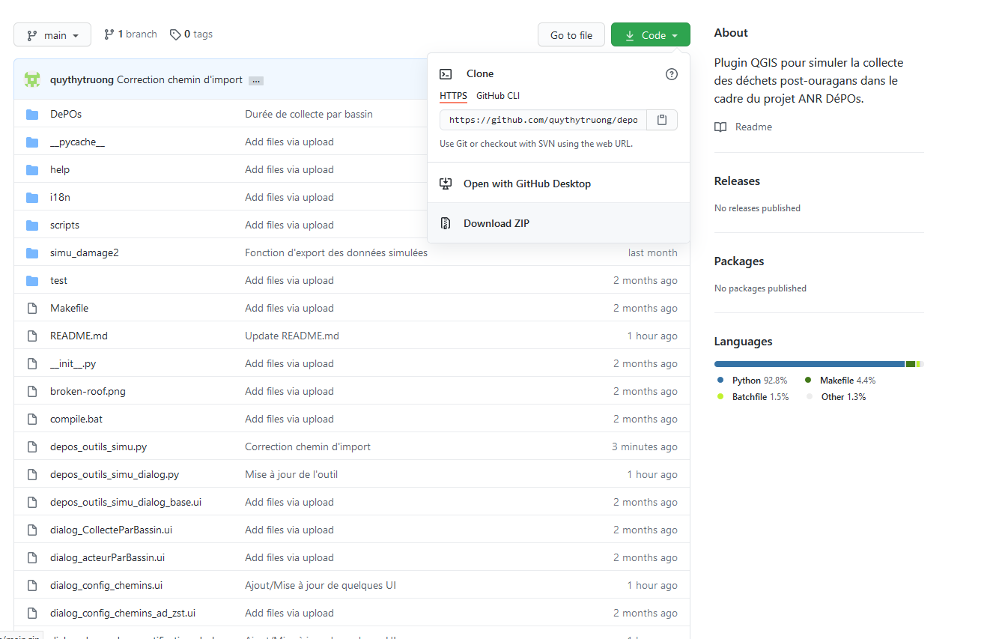 main
1 branch
0 tags
Go to file
Code
quythytruong Correction chemin d'import ...
Clone
HTTPS GitHub CLI
https://github.com/quythytruong/depo
Use Git or checkout with SVN using the web URL.
Open with GitHub Desktop
Download ZIP
DePOs Durée de collecte par bassin
__pycache__ Add files via upload
help Add files via upload
i18n Add files via upload
scripts Add files via upload
simu_damage2 Fonction d'export des données simulées last month
test Add files via upload 2 months ago
Makefile Add files via upload 2 months ago
README.md Update README.md 1 hour ago
__init__.py Add files via upload 2 months ago
broken-roof.png Add files via upload 2 months ago
compile.bat Add files via upload 2 months ago
depos_outils_simu.py Correction chemin d'import 3 minutes ago
depos_outils_simu_dialog.py Mise à jour de l'outil 1 hour ago
depos_outils_simu_dialog_base.ui Add files via upload 2 months ago
dialog_CollecteParBassin.ui Add files via upload 2 months ago
dialog_acteurParBassin.ui Add files via upload 2 months ago
dialog_config_chemins.ui Ajout/Mise à jour de quelques UI 1 hour ago
dialog_config_chemins_ad_zst.ui Add files via upload 2 months ago
About
Plugin QGIS pour simuler la collecte
des déchets post-ouragans dans le
cadre du projet ANR DéPOs.
Readme
Releases
No releases published
Packages
No packages published
Languages
Python 92.8% Makefile 4.4%
Batchfile 1.5% Other 1.3%